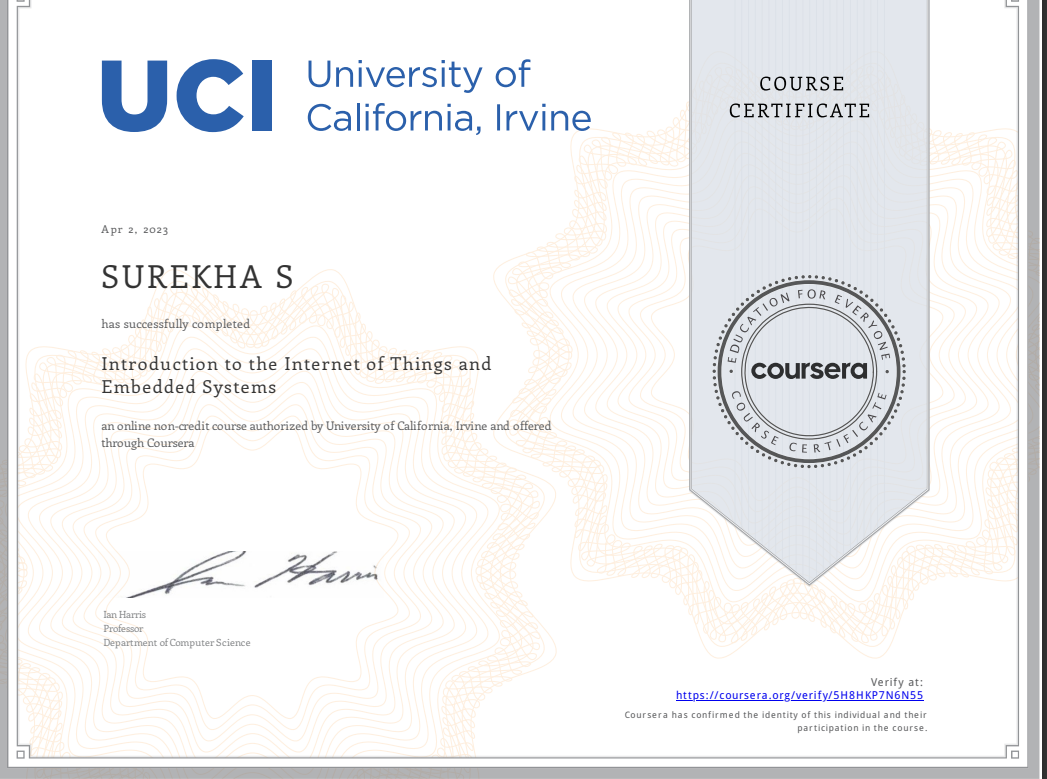 UCI
University of
California, Irvine
COURSE
CERTIFICATE
Apr 2, 2023
SUREKHA S
has successfully completed
Introduction to the Internet of Things and
Embedded Systems
an online non-credit course authorized by University of California, Irvine and offered
through Coursera
EDUCATION FOR EVERYONE
coursera
COURSE CERTIFICATE
Ian Harris
Ian Harris
Professor
Department of Computer Science
Verify at:
https://coursera.org/verify/5H8HKP7N6N55
Coursera has confirmed the identity of this individual and their
participation in the course.